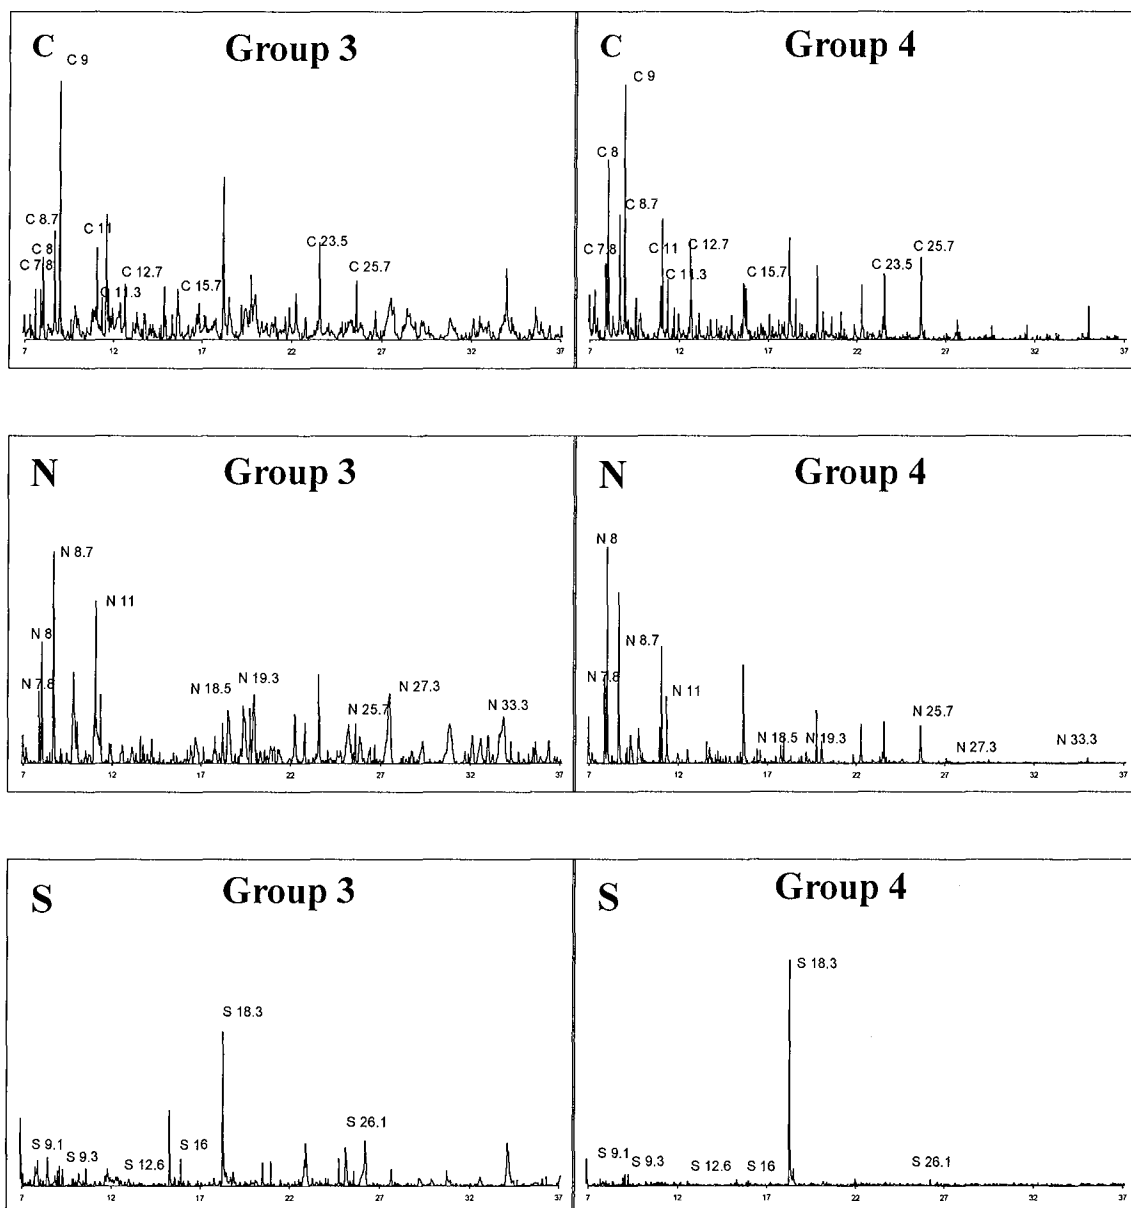 C
Group 3
C 9
C 8.7
C 11
C 8
C 7.8
C 12.7
C 11.3
C 15.7
C 23.5
C 25.7
7 12 17 22 27 32 37
C
Group 4
C 9
C 8
C 8.7
C 7.8
C 11
C 12.7
C 11.3
C 15.7
C 23.5
C 25.7
7 12 17 22 27 32 37
N
Group 3
N 8.7
N 11
N 8
N 7.8
N 18.5
N 19.3
N 25.7
N 27.3
N 33.3
7 12 17 22 27 32 37
N
Group 4
N 8
N 8.7
N 7.8
N 11
N 18.5
N 19.3
N 25.7
N 27.3
N 33.3
7 12 17 22 27 32 37
S
Group 3
S 18.3
S 9.1
S 9.3
S 12.6
S 16
S 26.1
7 12 17 22 27 32 37
S
Group 4
S 18.3
S 9.1
S 9.3
S 12.6
S 16
S 26.1
7 12 17 22 27 32 37